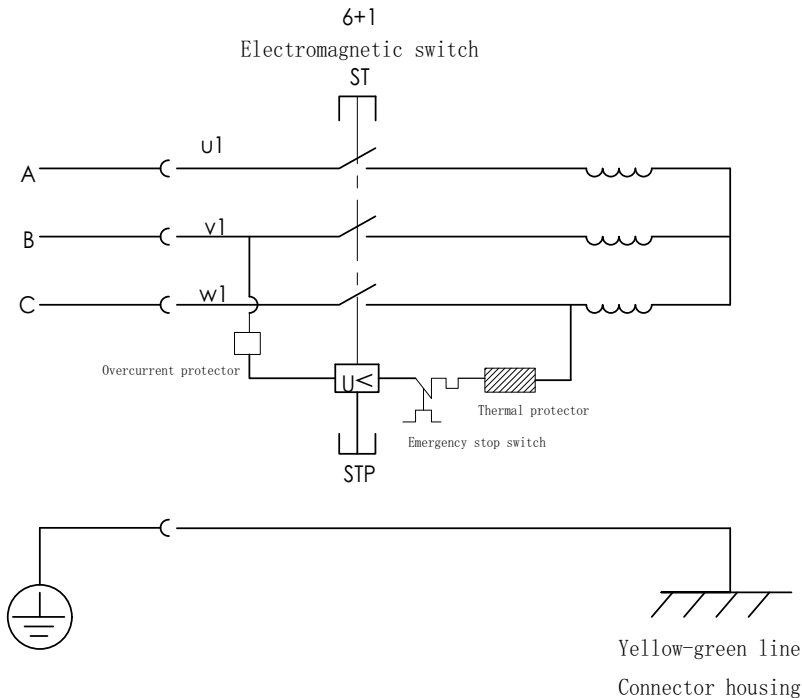 6+1
Electromagnetic switch
ST
u1
A
v1
B
w1
C
Overcurrent protector
U<
Thermal protector
Emergency stop switch
STP
Yellow-green line
Connector housing